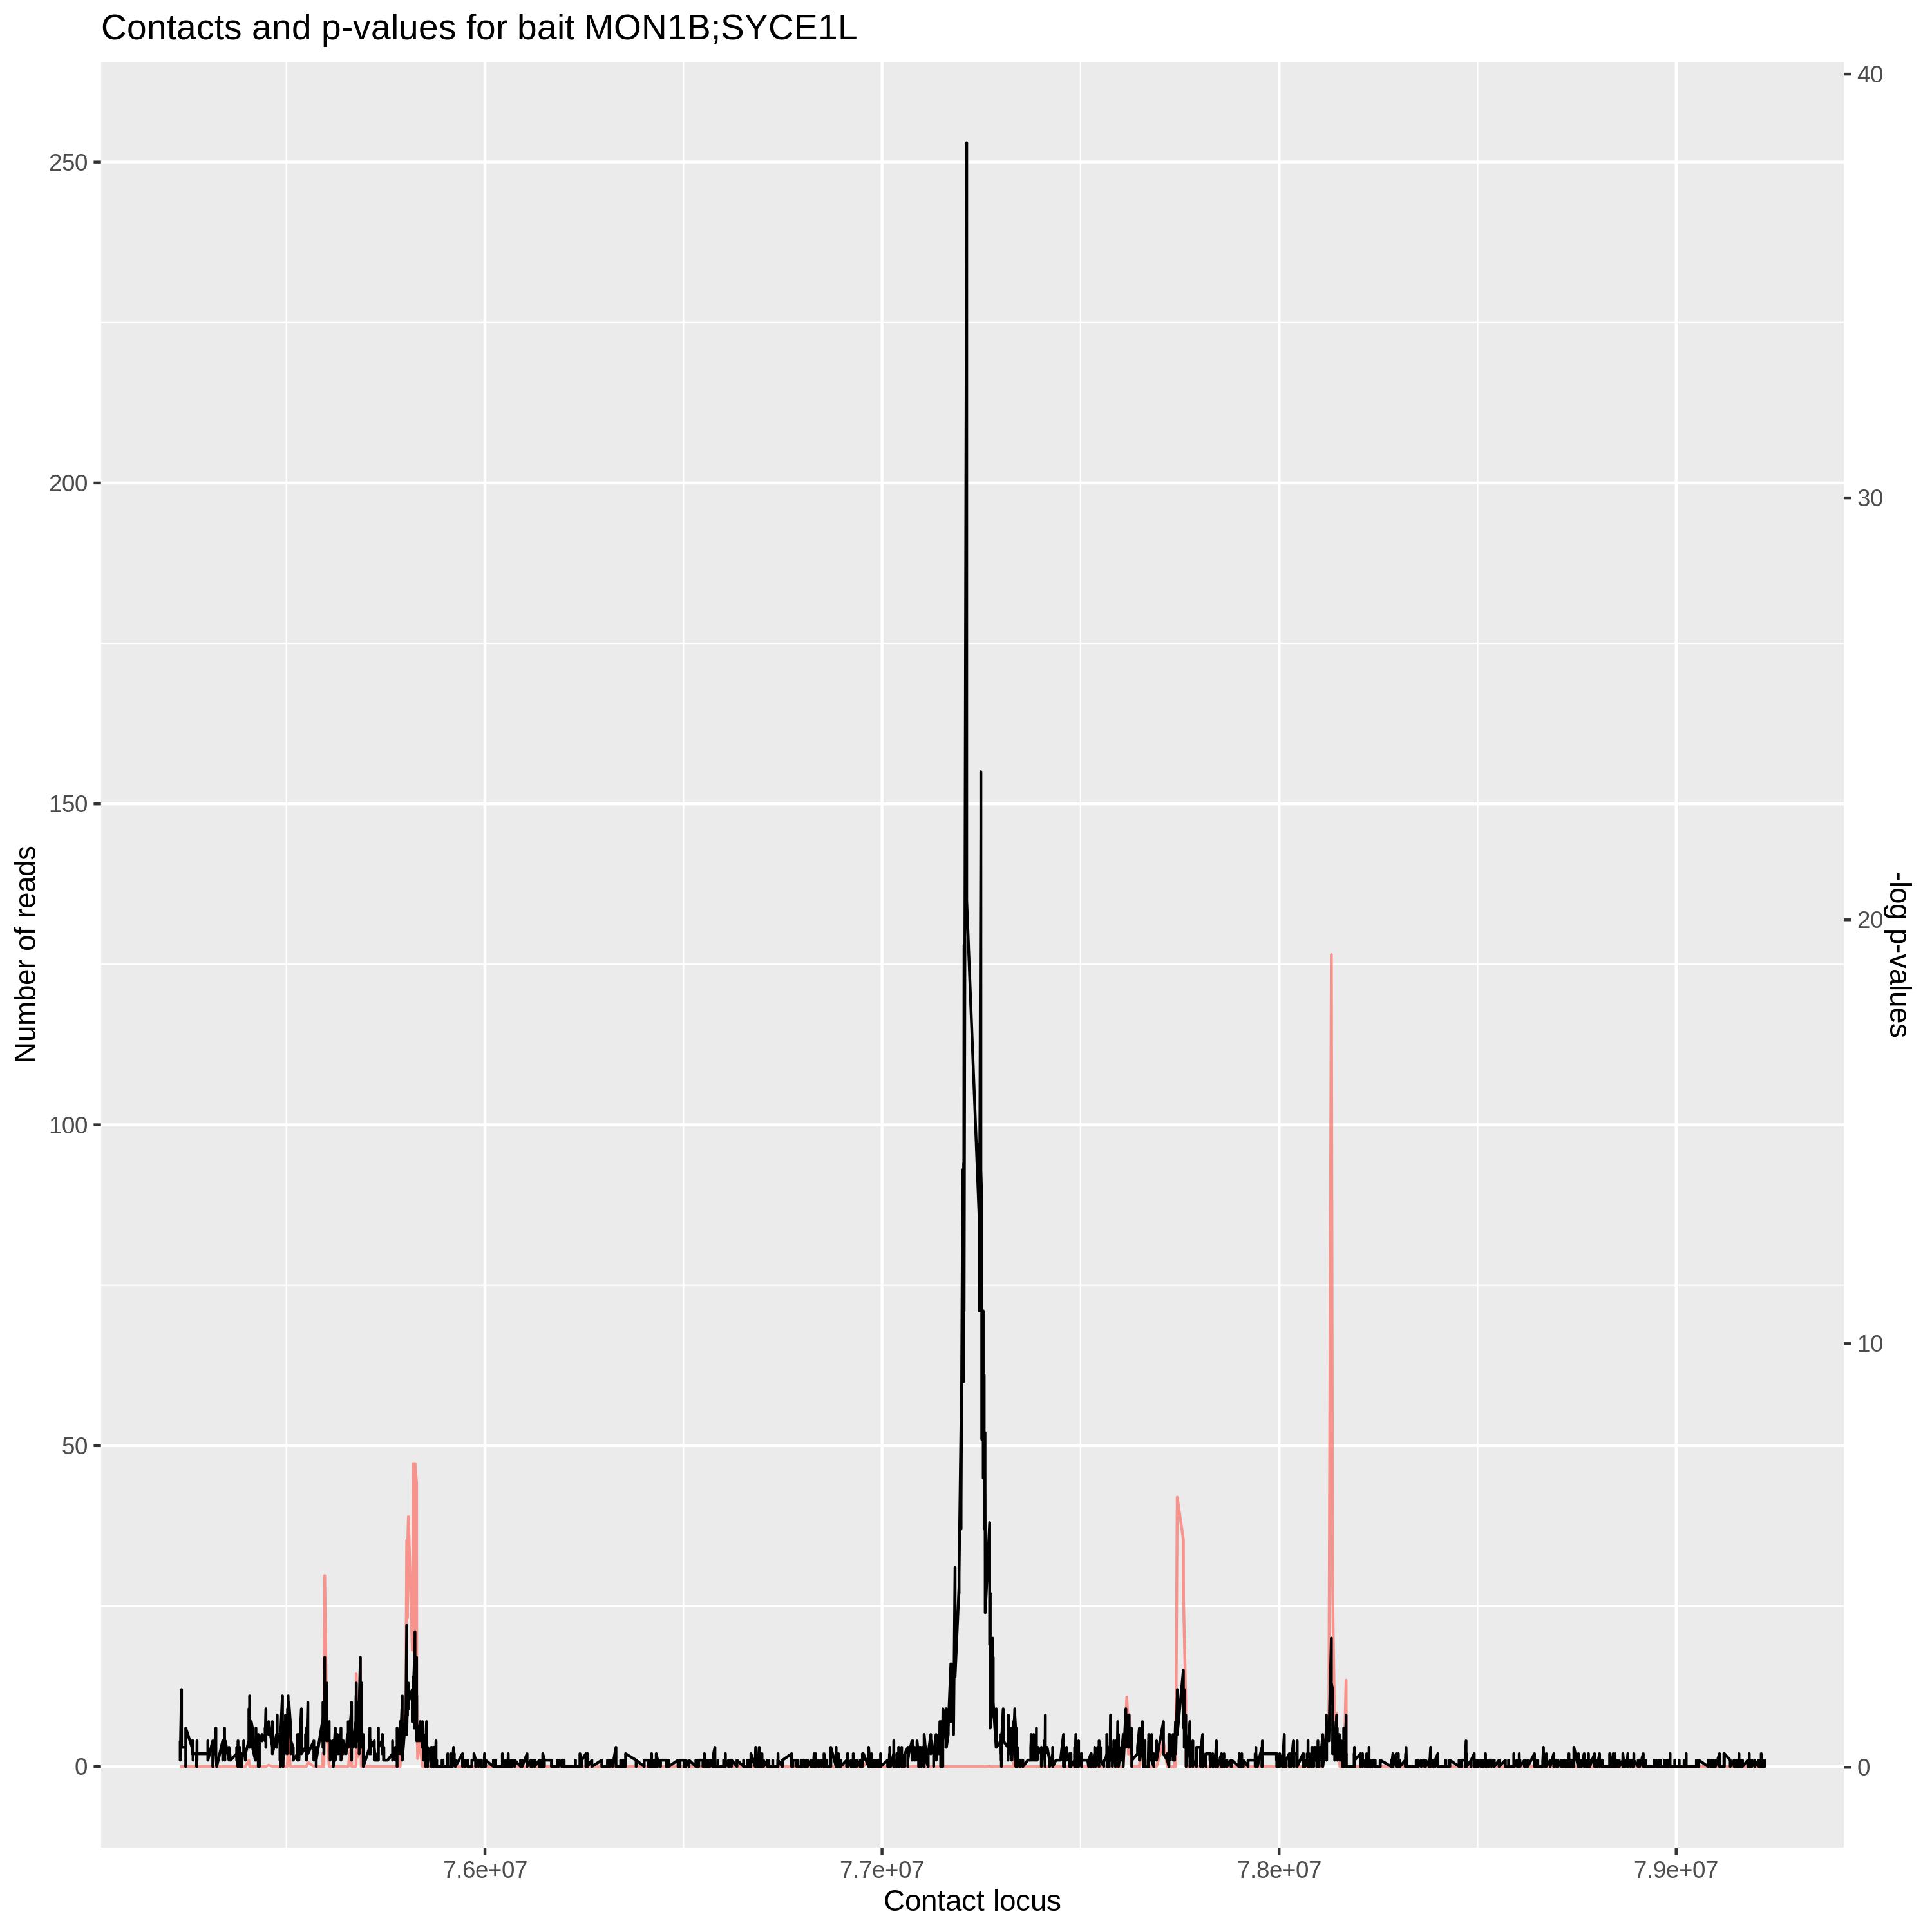 Contacts and p-values for bait MON1B;SYCE1L
Number of reads
250
200
150
100
50
0
40
30
20
10
0
-log p-values
7.6e+07 7.7e+07 7.8e+07 7.9e+07
Contact locus